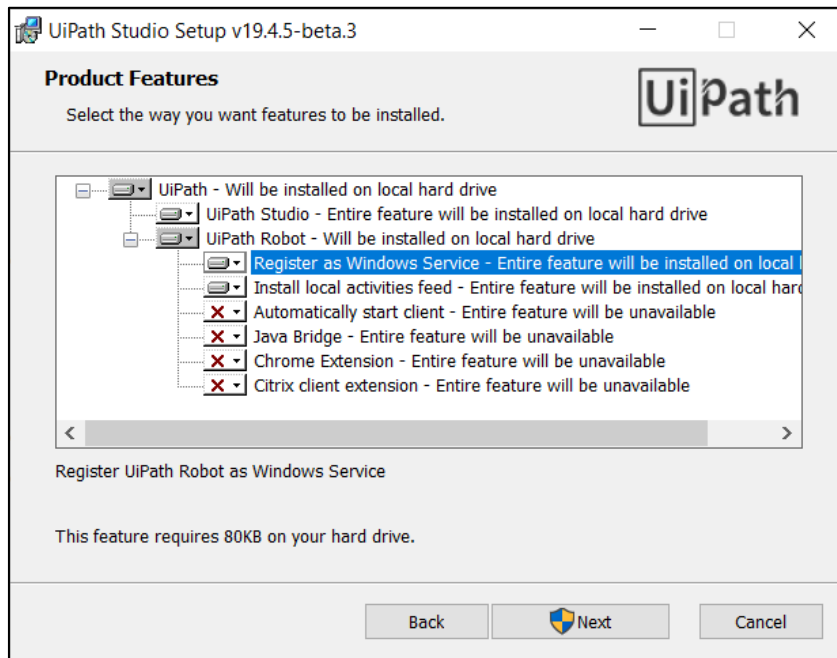 UiPath Studio Setup v19.4.5-beta.3
Product Features
Select the way you want features to be installed.
UiPath
UiPath - Will be installed on local hard drive
UiPath Studio - Entire feature will be installed on local hard drive
UiPath Robot - Will be installed on local hard drive
Register as Windows Service - Entire feature will be installed on local
Install local activities feed - Entire feature will be installed on local hard
Automatically start client - Entire feature will be unavailable
Java Bridge - Entire feature will be unavailable
Chrome Extension - Entire feature will be unavailable
Citrix client extension - Entire feature will be unavailable
Register UiPath Robot as Windows Service
This feature requires 80KB on your hard drive.
Back
Next
Cancel